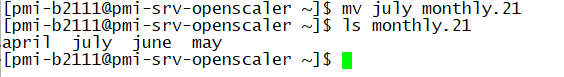 [pmi-b2111@pmi-srv-openscaler ~]$ mv july monthly.21
[pmi-b2111@pmi-srv-openscaler ~]$ ls monthly.21
april  july  june  may
[pmi-b2111@pmi-srv-openscaler ~]$